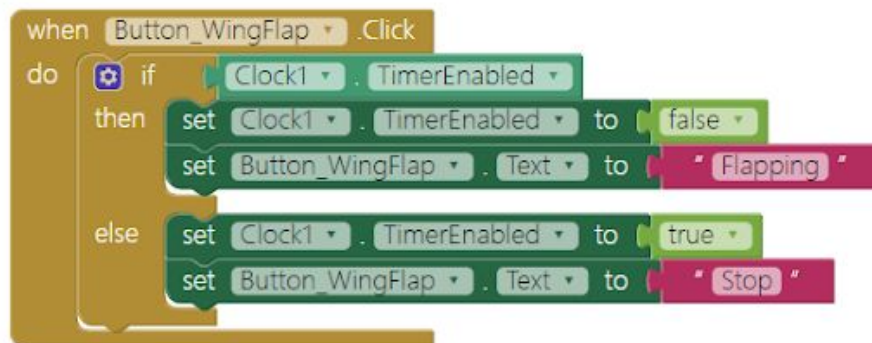 when Button_WingFlap .Click
do if Clock1 . TimerEnabled
then set Clock1 . TimerEnabled to false
set Button_WingFlap . Text to " Flapping "
else set Clock1 . TimerEnabled to true
set Button_WingFlap . Text to " Stop "